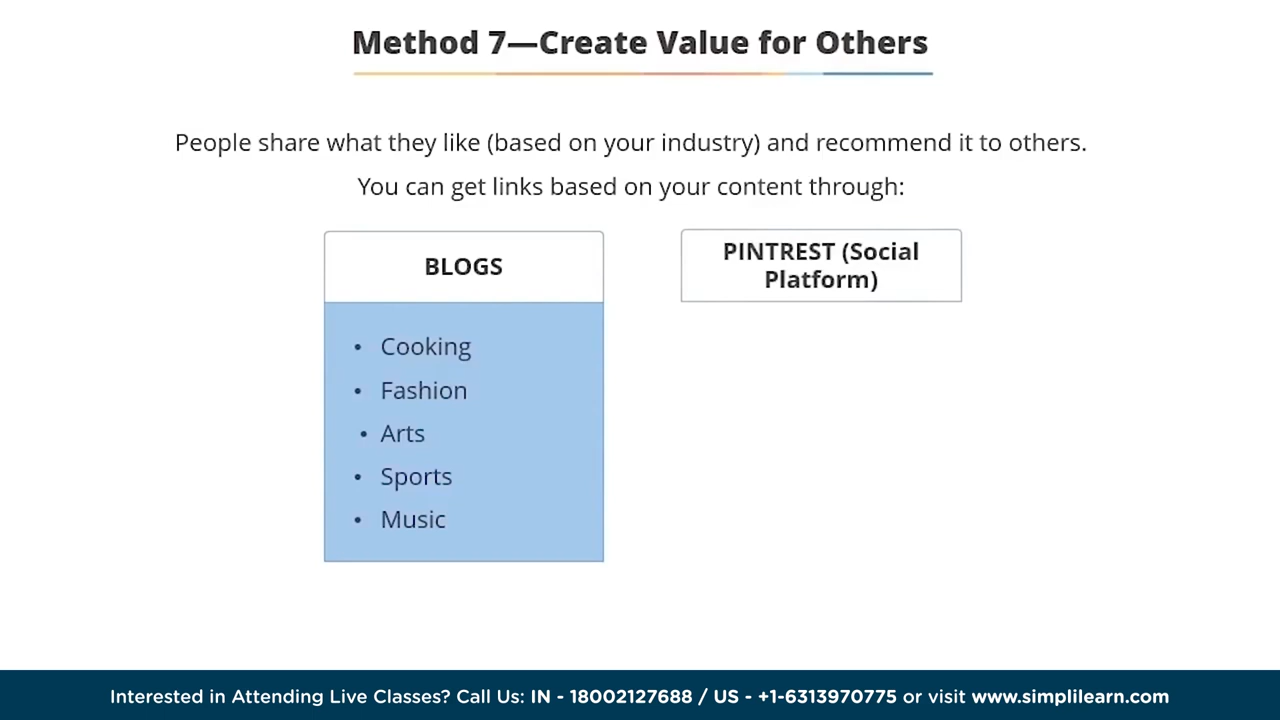 Method 7—Create Value for Others
People share what they like (based on your industry) and recommend it to others.
You can get links based on your content through:
BLOGS
• Cooking
• Fashion
• Arts
• Sports
• Music
PINTREST (Social
Platform)
Interested in Attending Live Classes? Call Us: IN - 18002127688 / US - +1-6313970775 or visit www.simplilearn.com